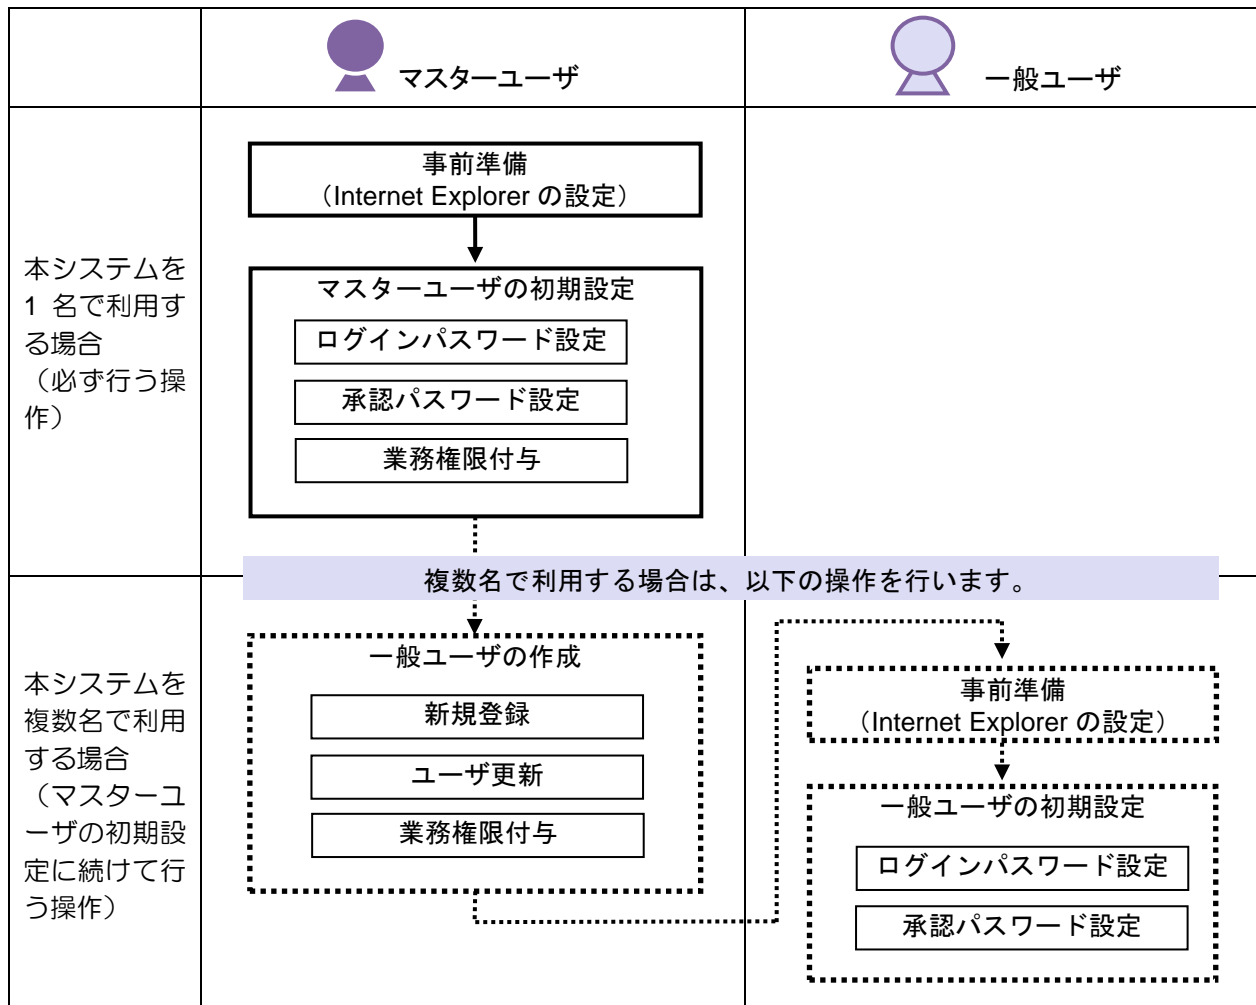 マスターユーザ
一般ユーザ
本システムを
1 名で利用す
る場合
（必ず行う操
作）
事前準備
（Internet Explorer の設定）
マスターユーザの初期設定
ログインパスワード設定
承認パスワード設定
業務権限付与
複数名で利用する場合は、以下の操作を行います。
本システムを
複数名で利用
する場合
（マスターユ
ーザの初期設
定に続けて行
う操作）
一般ユーザの作成
新規登録
ユーザ更新
業務権限付与
事前準備
（Internet Explorer の設定）
一般ユーザの初期設定
ログインパスワード設定
承認パスワード設定